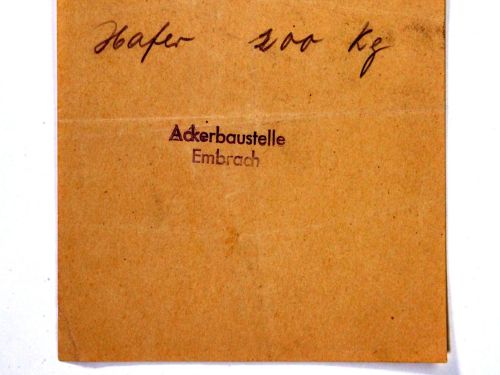 Hafer 200 Kg
Ackerbaustelle
Embrach